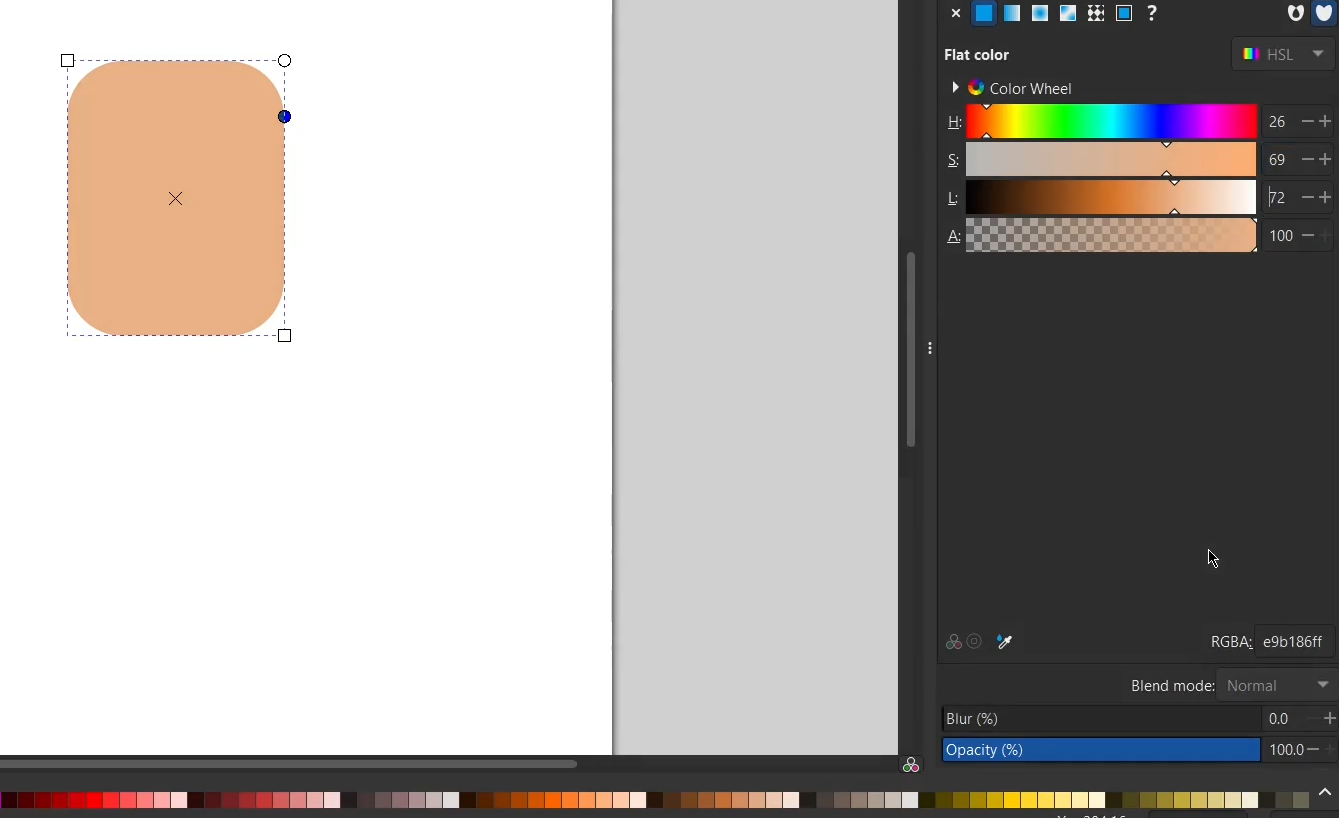 ?
Flat color
HSL
Color Wheel
H: 26
S: 69
L: 72
A: 100
RGBA: e9b186ff
Blend mode: Normal
Blur (%) 0.0
Opacity (%) 100.0